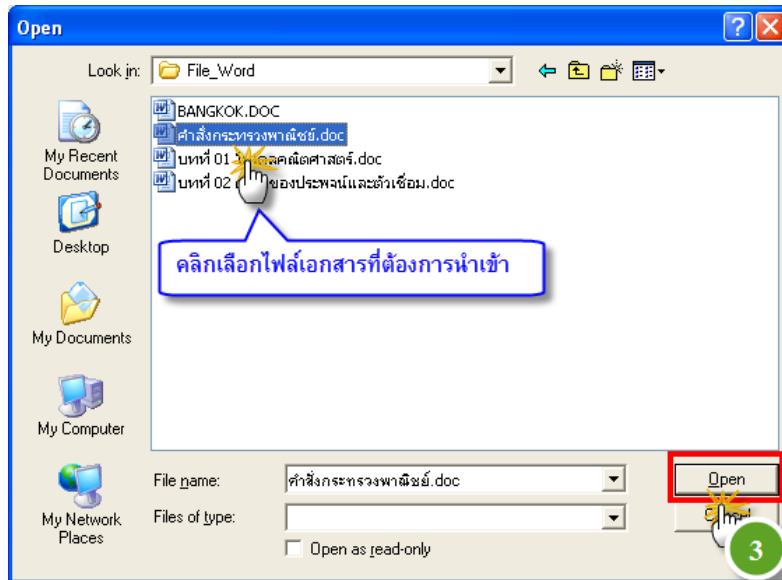 Open
Look in: File_Word
BANGKOK.DOC
คำสั่งกระทรวงพาณิชย์.doc
บทที่ 01 คณิตศาสตร์.doc
บทที่ 02 ของประพจน์และตัวเชื่อม.doc
My Recent
Documents
Desktop
คลิกเลือกไฟล์เอกสารที่ต้องการนำเข้า
My Documents
My Computer
File name: คำสั่งกระทรวงพาณิชย์.doc Open
My Network
Places
Files of type:
Open as read-only
3